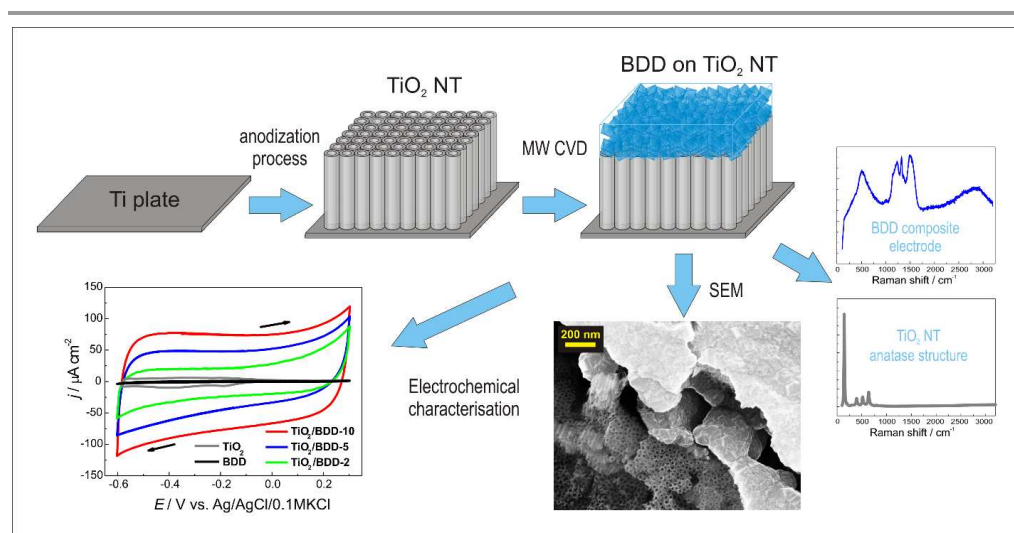 TiO2 NT
BDD on TiO2 NT
anodization
process
MW CVD
Ti plate
BDD composite
electrode
0 500 1000 1500 2000 2500 3000
Raman shift / cm-1
SEM
200 nm
TiO2 NT
anatase structure
0 500 1000 1500 2000 2500 3000
Raman shift / cm-1
Electrochemical
characterisation
150
100
50
0
-50
-100
-150
j / µA cm-2
TiO2
BDD
TiO2/BDD-10
TiO2/BDD-5
TiO2/BDD-2
-0.6 -0.4 -0.2 0.0 0.2
E / V vs. Ag/AgCl/0.1MKCl